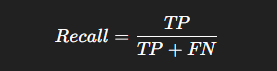 Recall = TP / (TP + FN)